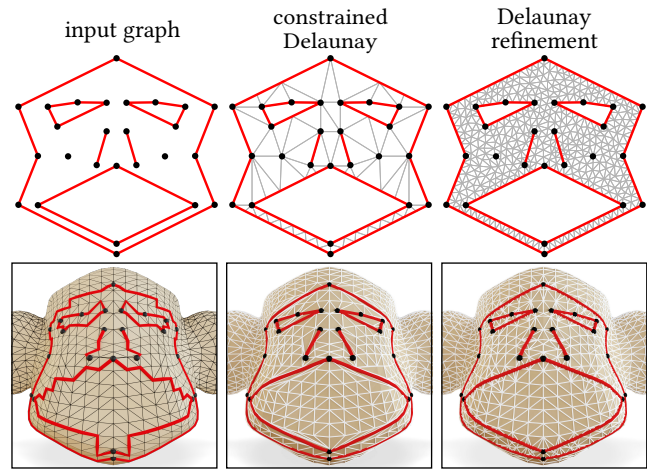 input graph
constrained
Delaunay
Delaunay
refinement